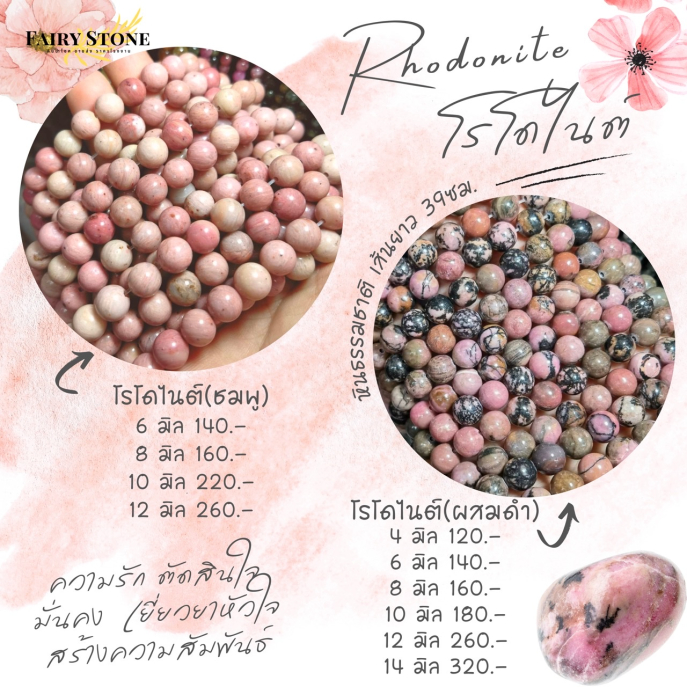 FAIRY STONE
Rhodonite
โรโดไนต์
หินธรรมชาติ เส้นยาว 39ซม.
โรโดไนต์(ชมพู)
6 มิล 140.-
8 มิล 160.-
10 มิล 220.-
12 มิล 260.-
โรโดไนต์(ผสมดำ)
4 มิล 120.-
6 มิล 140.-
8 มิล 160.-
10 มิล 180.-
12 มิล 260.-
14 มิล 320.-
ความรัก ตัดสินใจ
มั่นคง เยียวยาหัวใจ
สร้างความสัมพันธ์